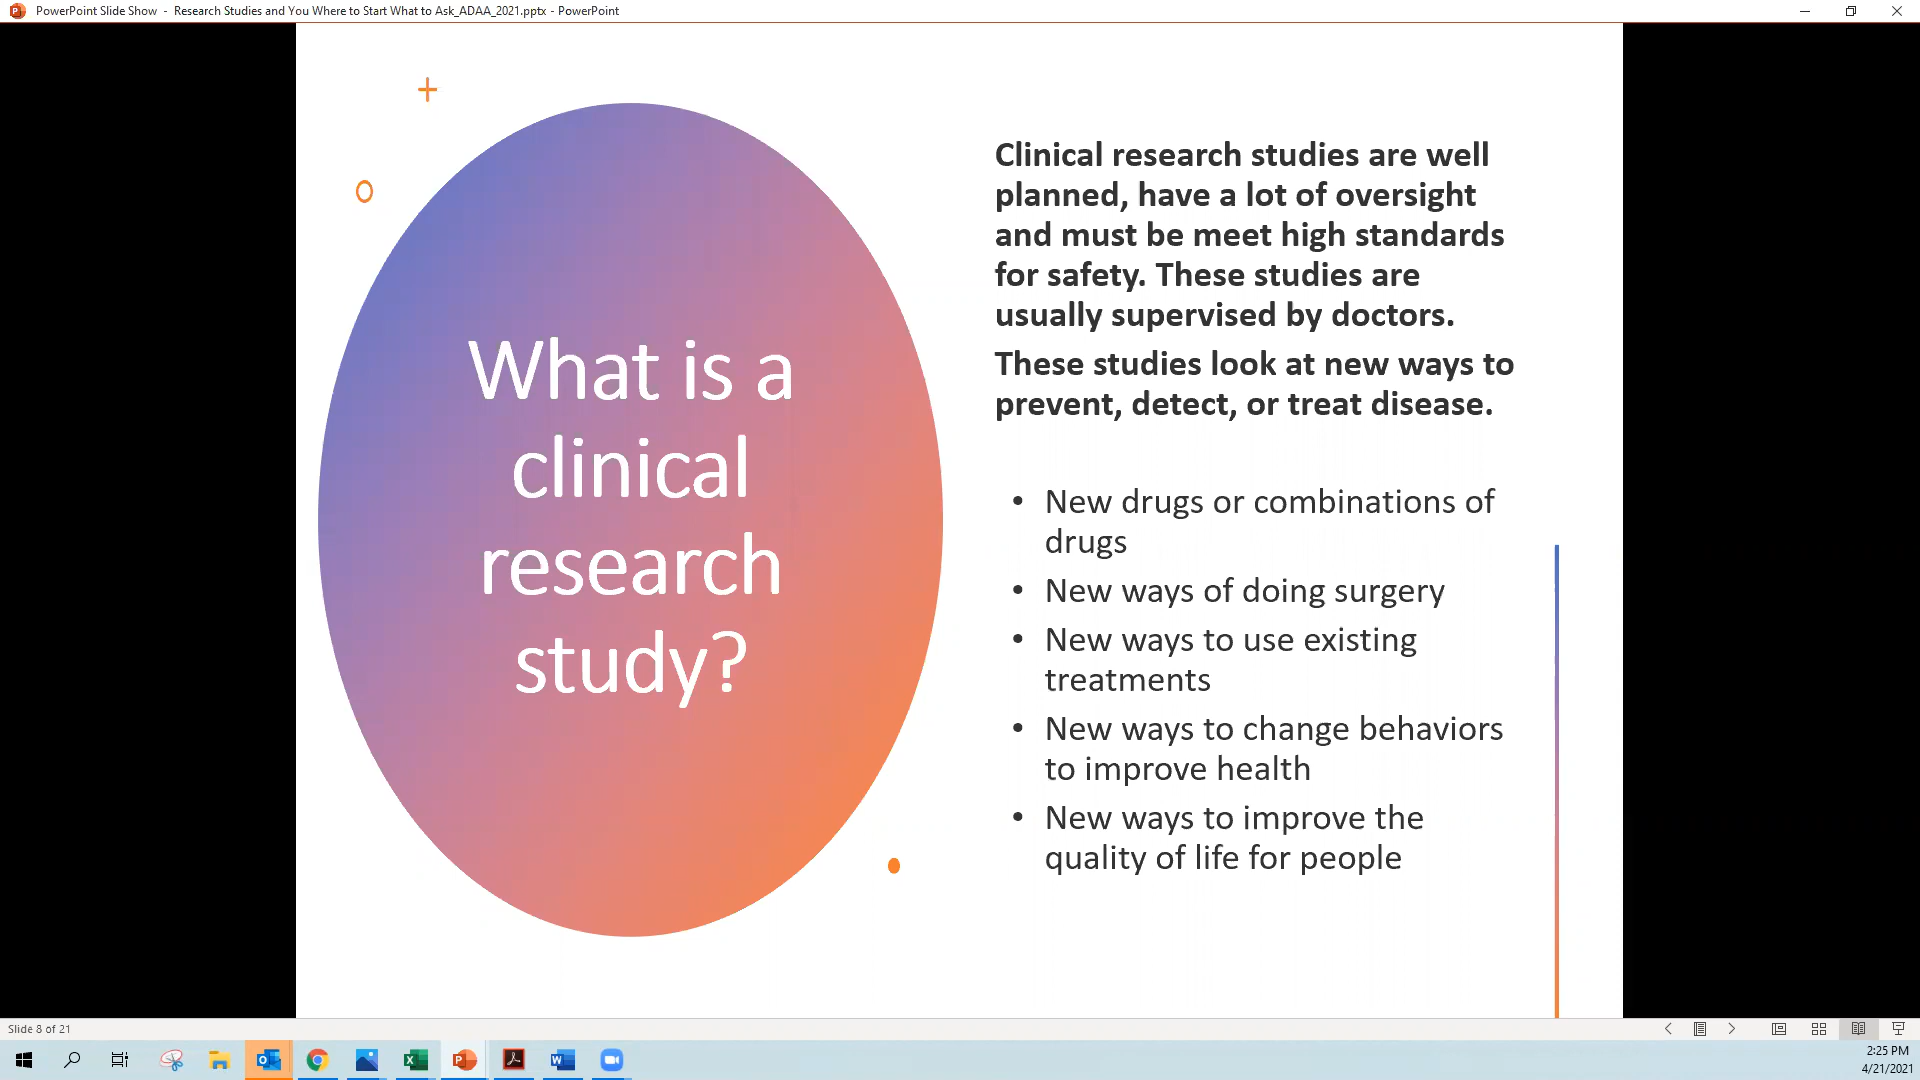 PowerPoint Slide Show - Research Studies and You Where to Start What to Ask_ADAA_2021.pptx - PowerPoint
What is a
clinical
research
study?
Clinical research studies are well
planned, have a lot of oversight
and must be meet high standards
for safety. These studies are
usually supervised by doctors.
These studies look at new ways to
prevent, detect, or treat disease.
• New drugs or combinations of
drugs
• New ways of doing surgery
• New ways to use existing
treatments
• New ways to change behaviors
to improve health
• New ways to improve the
quality of life for people
Slide 8 of 21
2:25 PM
4/21/2021